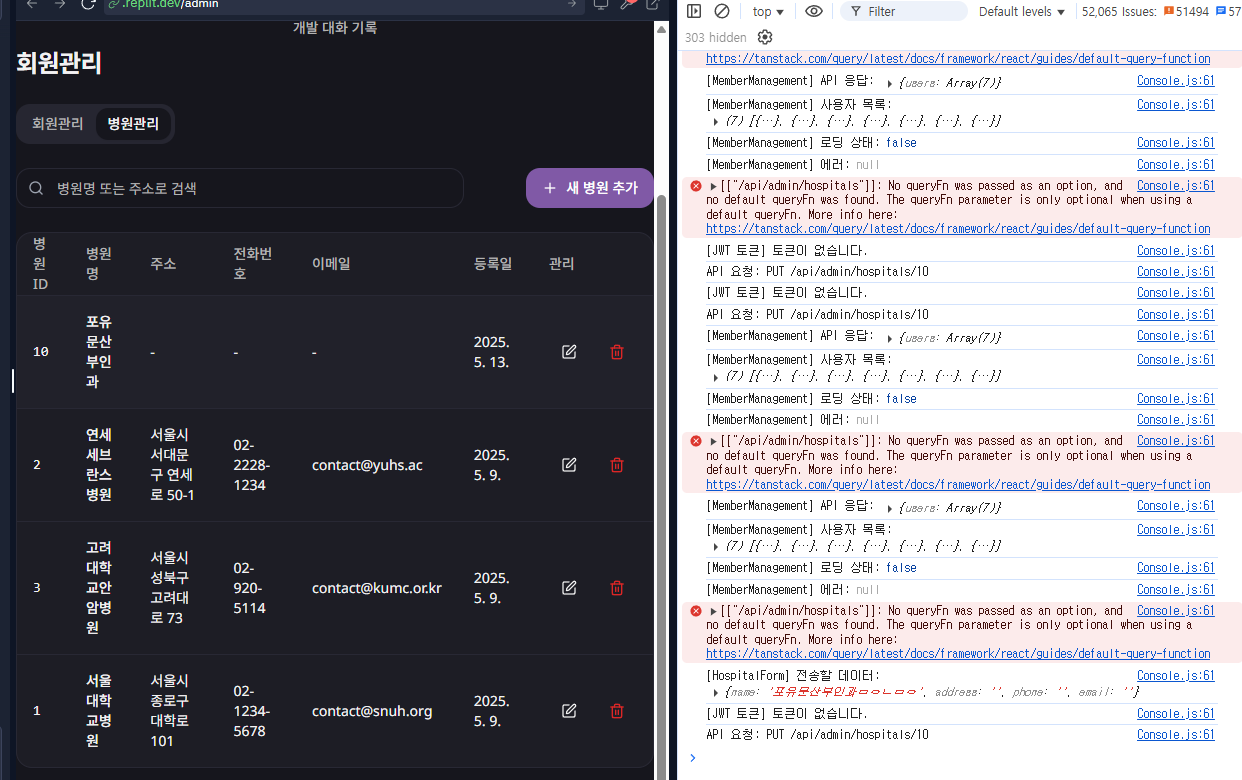 .replit.dev/admin
개발 대화 기록
회원관리
회원관리 병원관리
병원명 또는 주소로 검색
+ 새 병원 추가
병
원
ID
병원
명
주소
전화번
호
이메일
등록일
관리
10
포유
문산
부인
과
-
-
-
2025.
5. 13.
2
연세
세브
란스
병원
서울시
서대문
구 연세
로 50-1
02-
2228-
1234
contact@yuhs.ac
2025.
5. 9.
3
고려
대학
교안
암병
원
서울시
성북구
고려대
로 73
02-
920-
5114
contact@kumc.or.kr
2025.
5. 9.
1
서울
대학
교병
원
서울시
종로구
대학로
101
02-
1234-
5678
contact@snuh.org
2025.
5. 9.
top ▼ Filter Default levels ▼ 52,065 Issues: 51494 57
303 hidden
https://tanstack.com/query/latest/docs/framework/react/guides/default-query-function
[MemberManagement] API 응답: ▶ {users: Array(7)} Console.js:61
[MemberManagement] 사용자 목록: Console.js:61
▶ (7) [{…}, {…}, {…}, {…}, {…}, {…}, {…}]
[MemberManagement] 로딩 상태: false Console.js:61
[MemberManagement] 에러: null Console.js:61
▶ [["/api/admin/hospitals"]]: No queryFn was passed as an option, and Console.js:61
no default queryFn was found. The queryFn parameter is only optional when using a
default queryFn. More info here:
https://tanstack.com/query/latest/docs/framework/react/guides/default-query-function
[JWT 토큰] 토큰이 없습니다. Console.js:61
API 요청: PUT /api/admin/hospitals/10 Console.js:61
[JWT 토큰] 토큰이 없습니다. Console.js:61
API 요청: PUT /api/admin/hospitals/10 Console.js:61
[MemberManagement] API 응답: ▶ {users: Array(7)} Console.js:61
[MemberManagement] 사용자 목록: Console.js:61
▶ (7) [{…}, {…}, {…}, {…}, {…}, {…}, {…}]
[MemberManagement] 로딩 상태: false Console.js:61
[MemberManagement] 에러: null Console.js:61
▶ [["/api/admin/hospitals"]]: No queryFn was passed as an option, and Console.js:61
no default queryFn was found. The queryFn parameter is only optional when using a
default queryFn. More info here:
https://tanstack.com/query/latest/docs/framework/react/guides/default-query-function
[MemberManagement] API 응답: ▶ {users: Array(7)} Console.js:61
[MemberManagement] 사용자 목록: Console.js:61
▶ (7) [{…}, {…}, {…}, {…}, {…}, {…}, {…}]
[MemberManagement] 로딩 상태: false Console.js:61
[MemberManagement] 에러: null Console.js:61
▶ [["/api/admin/hospitals"]]: No queryFn was passed as an option, and Console.js:61
no default queryFn was found. The queryFn parameter is only optional when using a
default queryFn. More info here:
https://tanstack.com/query/latest/docs/framework/react/guides/default-query-function
[HospitalForm] 전송할 데이터: Console.js:61
▶ {name: '포유문산부인과ㅁㅇㄴㅁㅇ', address: '', phone: '', email: ''}
[JWT 토큰] 토큰이 없습니다. Console.js:61
API 요청: PUT /api/admin/hospitals/10 Console.js:61